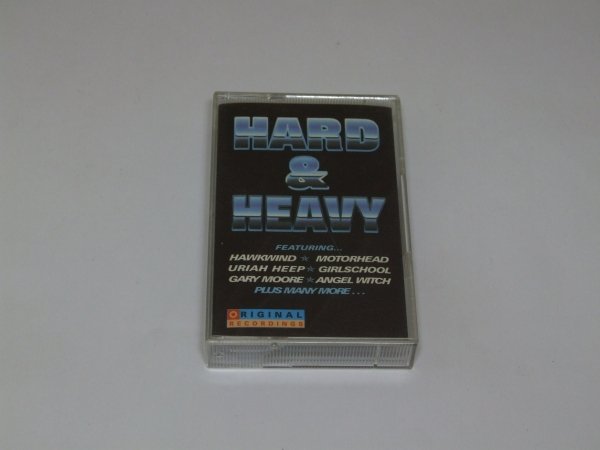 HARD
&
HEAVY
FEATURING...
HAWKWIND ☆ MOTORHEAD
URIAH HEEP ☆ GIRLSCHOOL
GARY MOORE ☆ ANGEL WITCH
PLUS MANY MORE...
ORIGINAL
RECORDINGS